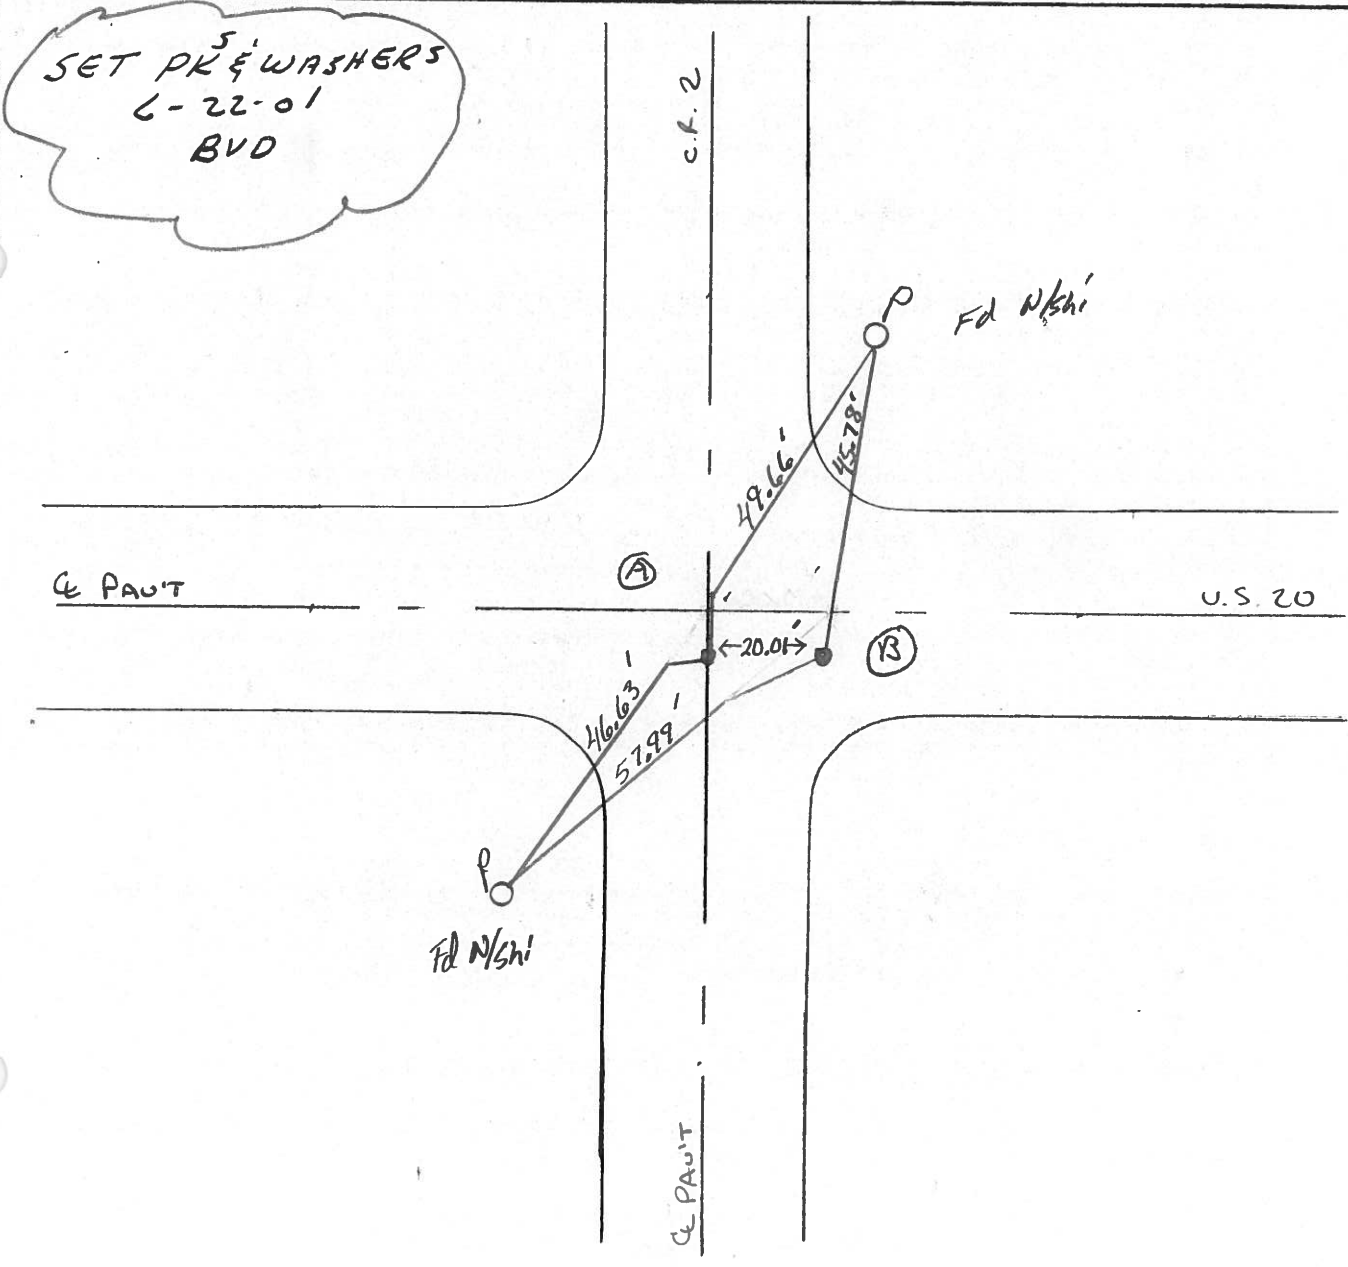 SET PK'S & WASHERS
6-22-01
BVD
C.R. 2
P
Fd N/Shi
49.66'
45.78'
A
℄ PAV'T
U.S. 20
←20.01'→
B
46.63'
57.99'
P
Fd N/Shi
℄ PAV'T